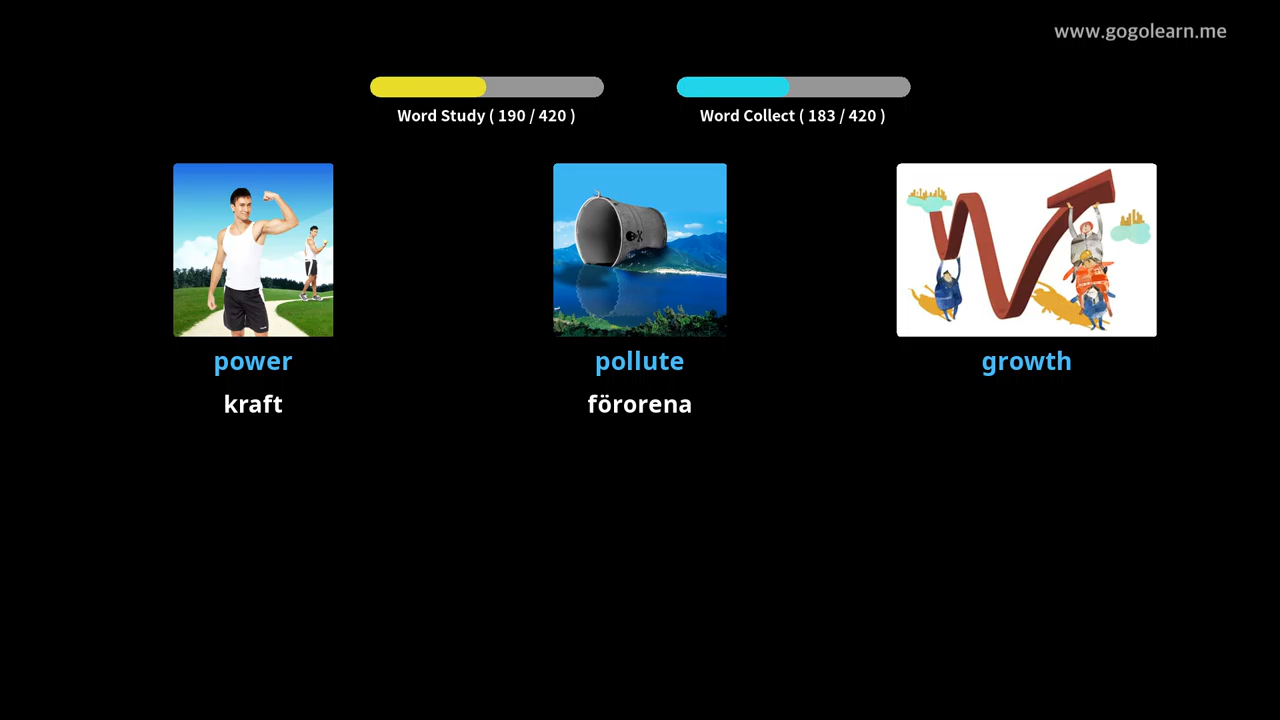 www.gogolearn.me
Word Study ( 190 / 420 )
Word Collect ( 183 / 420 )
power
pollute
growth
kraft
förorena